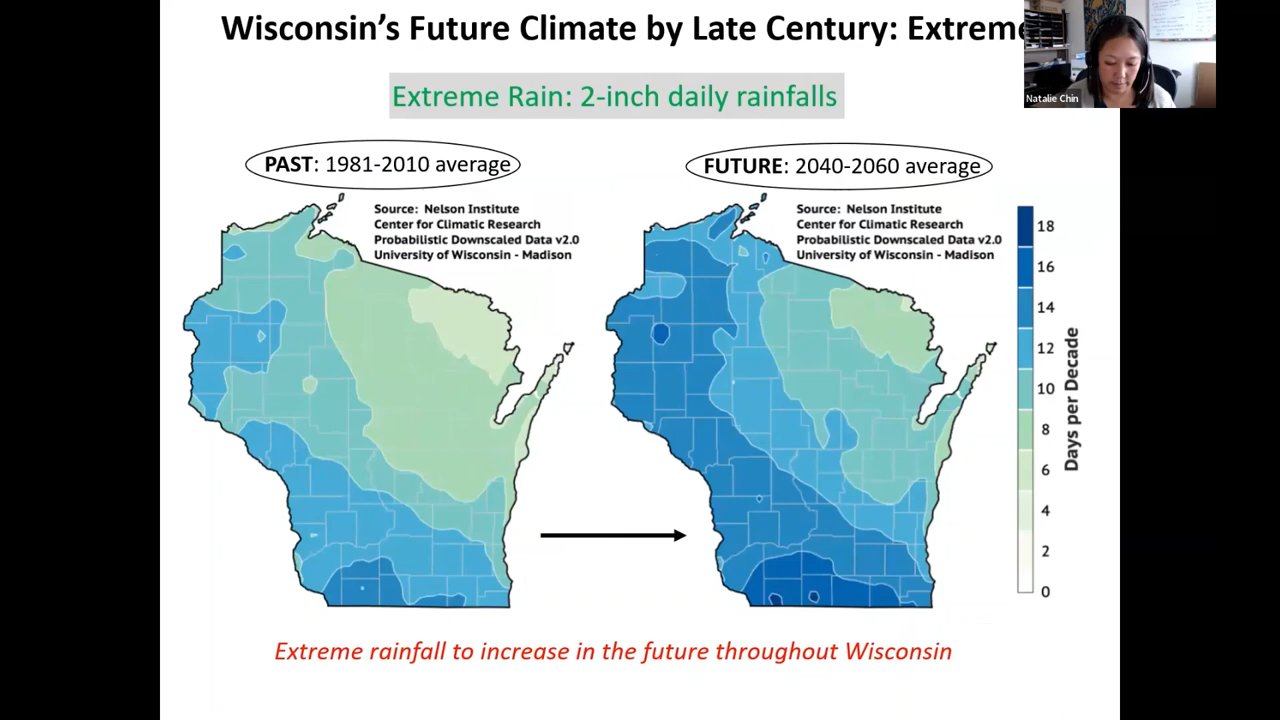 Wisconsin's Future Climate by Late Century: Extreme
Natalie Chin
Extreme Rain: 2-inch daily rainfalls
PAST: 1981-2010 average
FUTURE: 2040-2060 average
Source: Nelson Institute
Center for Climatic Research
Probabilistic Downscaled Data v2.0
University of Wisconsin - Madison
Source: Nelson Institute
Center for Climatic Research
Probabilistic Downscaled Data v2.0
University of Wisconsin - Madison
18
16
14
12
10
8
6
4
2
0
Days per Decade
Extreme rainfall to increase in the future throughout Wisconsin